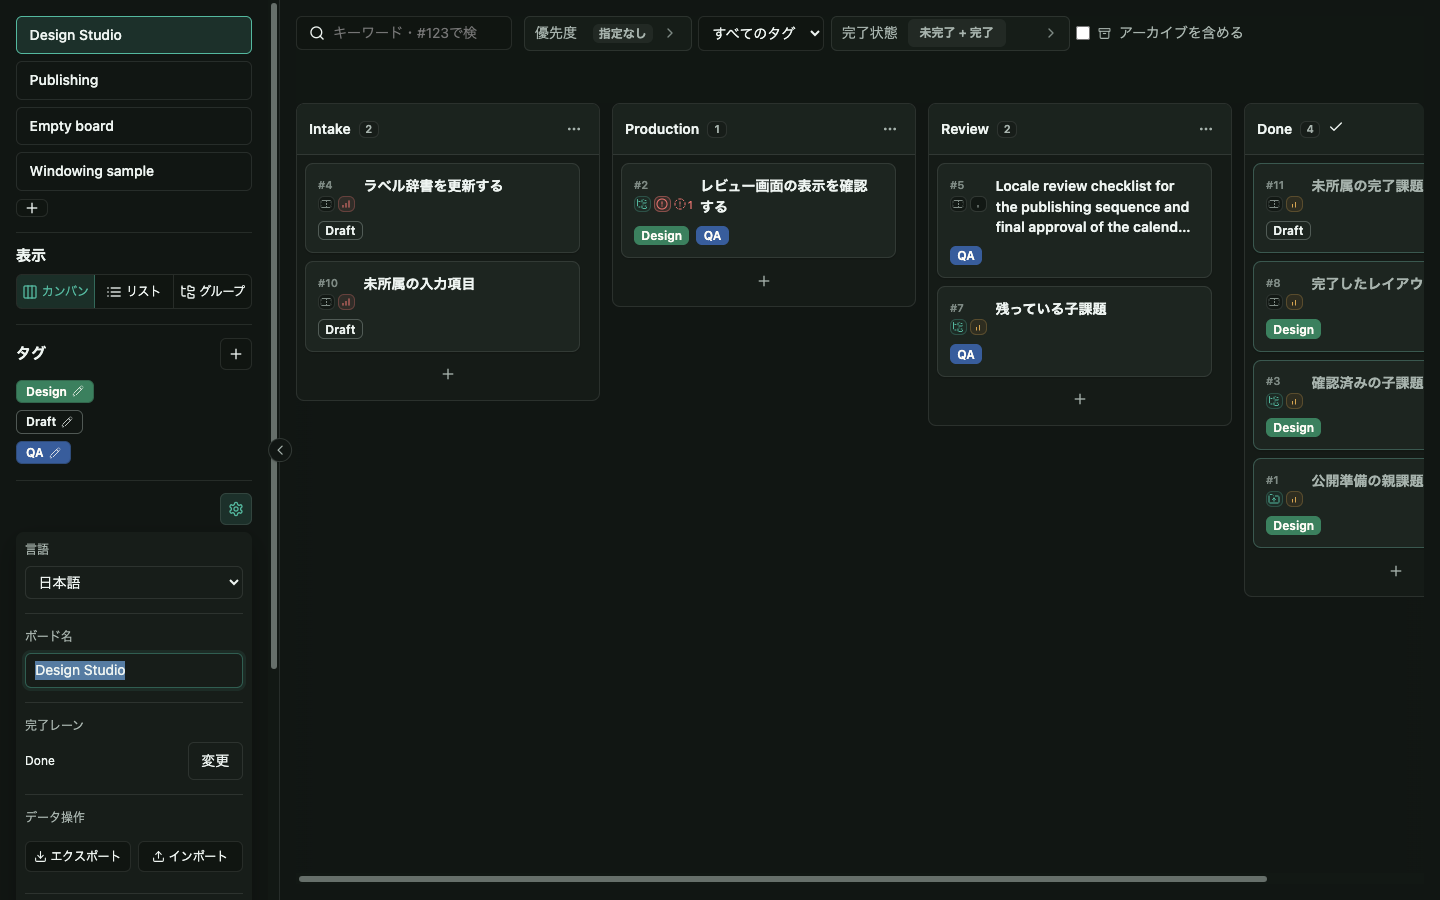 Design Studio
Publishing
Empty board
Windowing sample
表示
カンバン
リスト
グループ
タグ
Design
Draft
QA
言語
日本語
ボード名
Design Studio
完了レーン
Done
変更
データ操作
エクスポート
インポート
キーワード・#123で検
優先度
指定なし
すべてのタグ
完了状態
未完了 + 完了
アーカイブを含める
Intake 2
#4
ラベル辞書を更新する
Draft
#10
未所属の入力項目
Draft
Production 1
#2
レビュー画面の表示を確認
する
1
Design
QA
Review 2
#5
Locale review checklist for
the publishing sequence and
final approval of the calend...
QA
#7
残っている子課題
QA
Done 4
#11
未所属の完了課題
Draft
#8
完了したレイアウ
Design
#3
確認済みの子課題
Design
#1
公開準備の親課題
Design